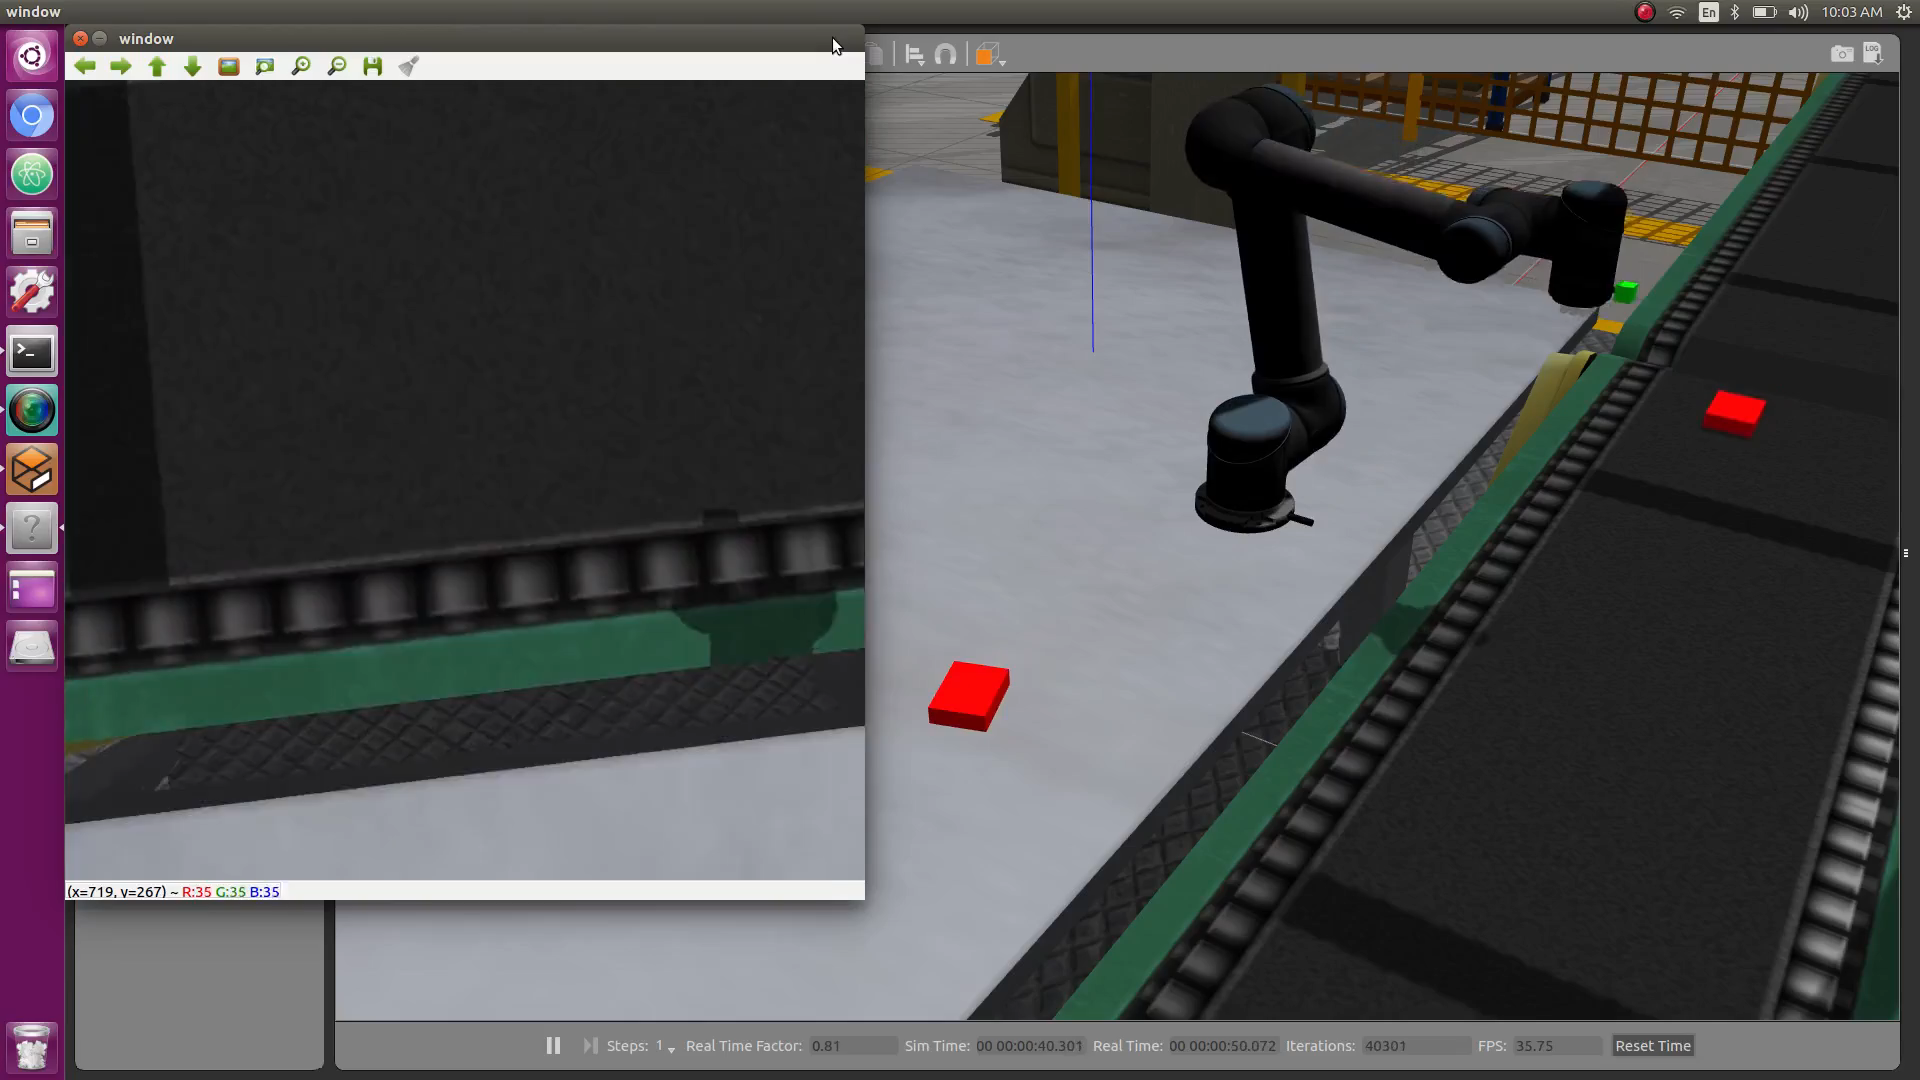 window
En
10:03 AM
window
LOG
(x=719, y=267) ~ R:35 G:35 B:35
Steps: 1
Real Time Factor: 0.81
Sim Time: 00 00:00:40.301
Real Time: 00 00:00:50.072
Iterations: 40301
FPS: 35.75
Reset Time